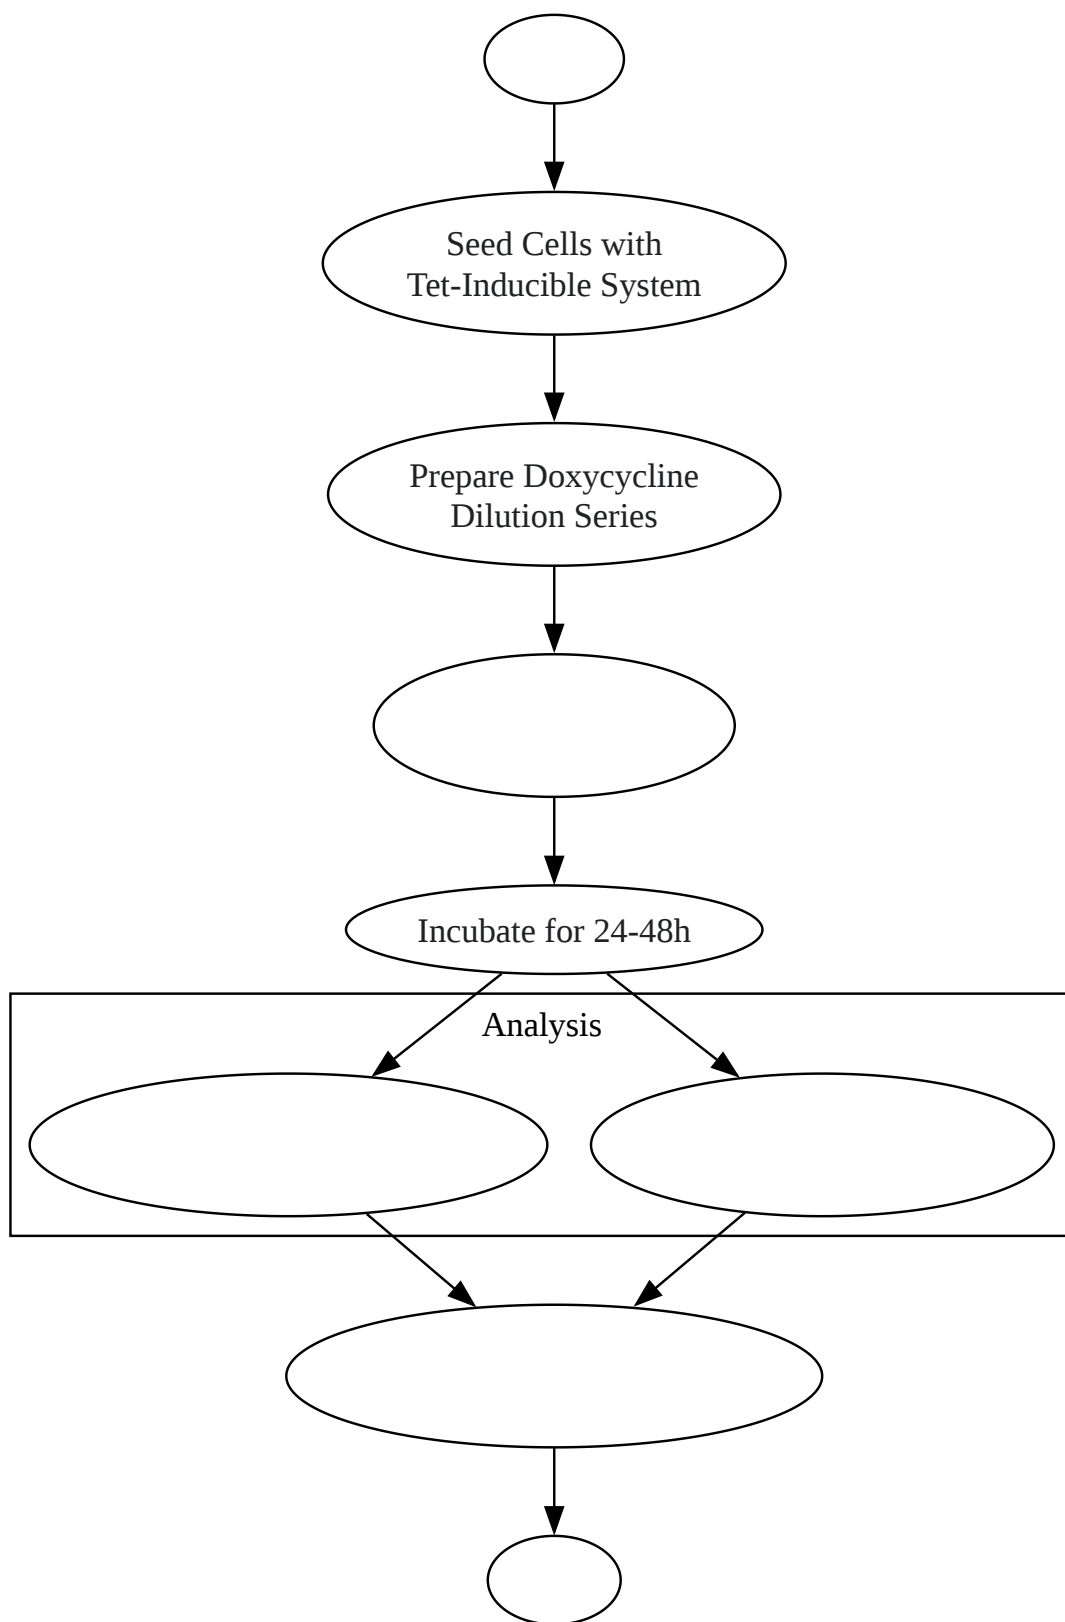 Seed Cells with
Tet-Inducible System
Prepare Doxycycline
Dilution Series
Incubate for 24-48h
Analysis